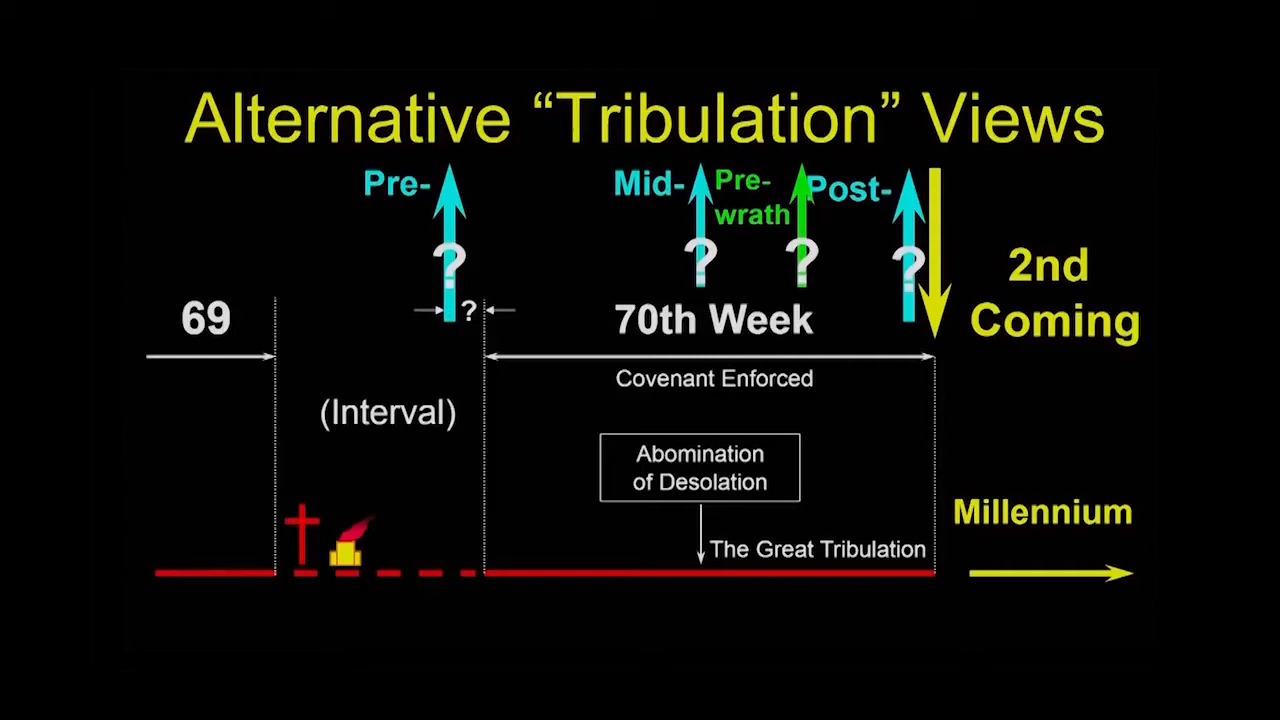 Alternative “Tribulation” Views
Pre-
Mid-
Pre-
wrath
Post-
?
?
?
?
2nd
Coming
69
?
70th Week
Covenant Enforced
(Interval)
Abomination
of Desolation
Millennium
The Great Tribulation